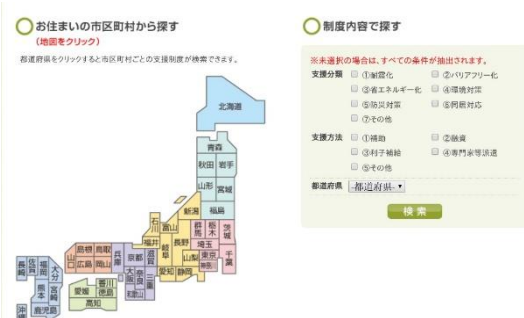 お住まいの市区町村から探す
(地図をクリック)
都道府県をクリックすると市区町村ごとの支援制度が検索できます。
北海道
青森
秋田 岩手
山形 宮城
新潟 福島
石川 富山 群馬 栃木 茨城
福井 岐阜 長野 埼玉 千葉
山梨 東京
神奈川
島根 鳥取 兵庫 京都 滋賀
山口 広島 岡山 愛知 静岡
大阪 奈良 三重
和歌山
長崎 佐賀 福岡 大分
熊本 宮崎
鹿児島
愛媛 香川
徳島
高知
沖縄
制度内容で探す
※未選択の場合は、すべての条件が抽出されます。
支援分類 ①耐震化 ②バリアフリー化
③省エネルギー化 ④環境対策
⑤防災対策 ⑥同居対応
⑦その他
支援方法 ①補助 ②融資
③利子補給 ④専門家等派遣
⑤その他
都道府県 -都道府県-
検索